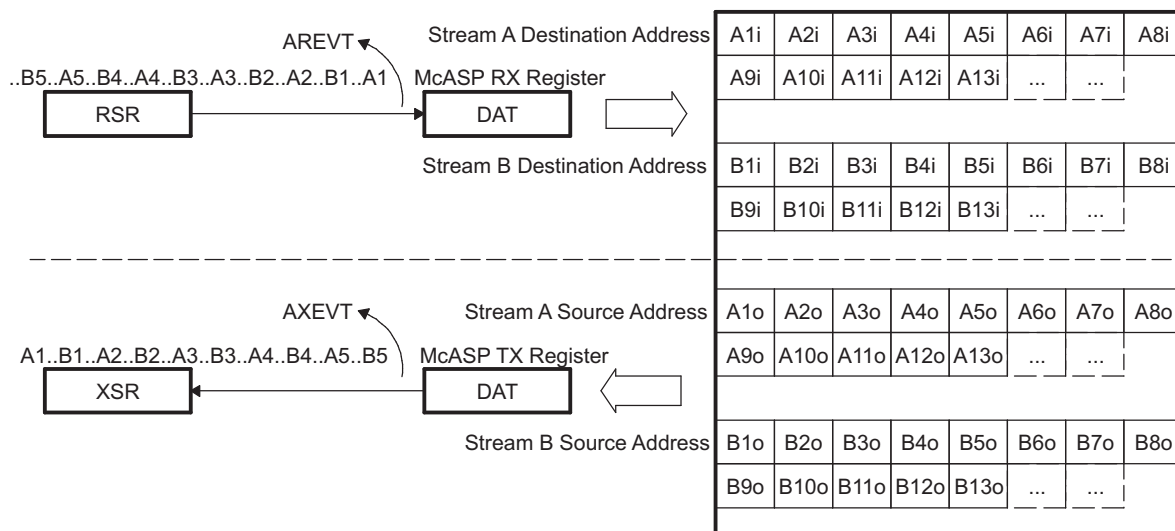 Stream A Destination Address A1i A2i A3i A4i A5i A6i A7i A8i
AREVT
..B5..A5..B4..A4..B3..A3..B2..A2..B1..A1 McASP RX Register A9i A10i A11i A12i A13i ... ...
RSR DAT
Stream B Destination Address B1i B2i B3i B4i B5i B6i B7i B8i
B9i B10i B11i B12i B13i ... ...
Stream A Source Address A1o A2o A3o A4o A5o A6o A7o A8o
AXEVT
A1..B1..A2..B2..A3..B3..A4..B4..A5..B5 McASP TX Register A9o A10o A11o A12o A13o ... ...
XSR DAT
Stream B Source Address B1o B2o B3o B4o B5o B6o B7o B8o
B9o B10o B11o B12o B13o ... ...